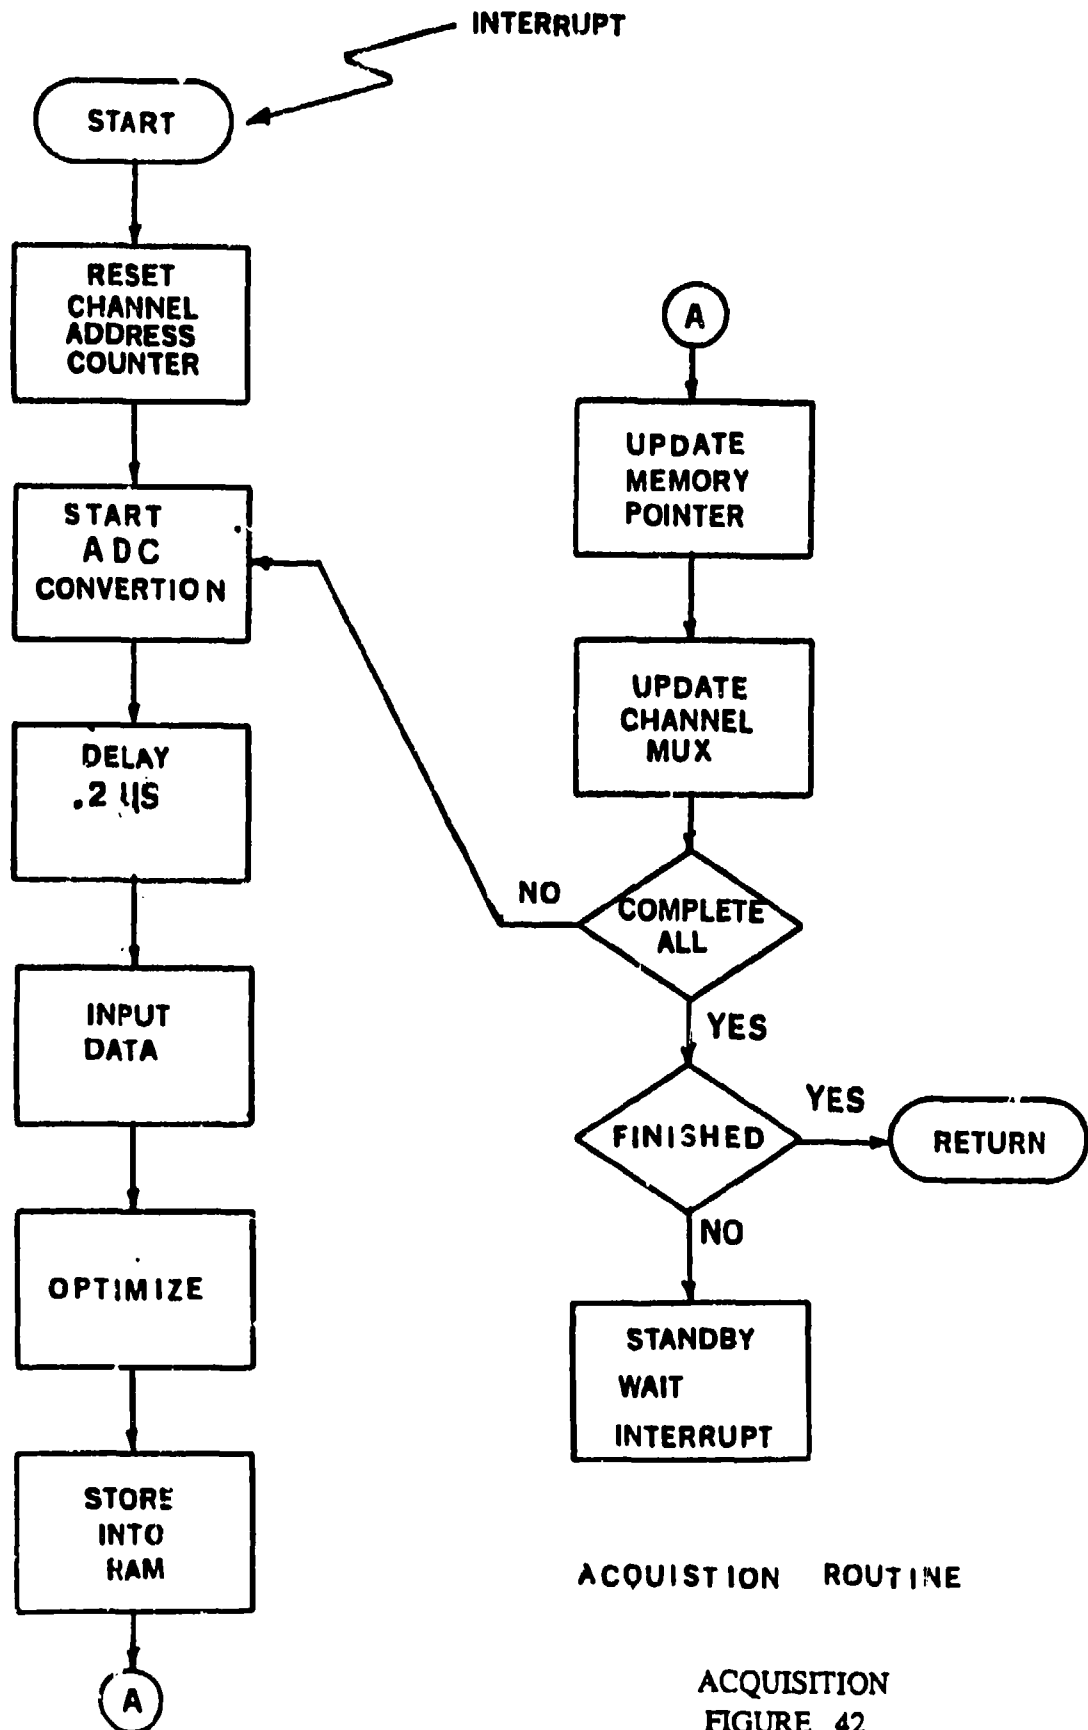 INTERRUPT
START
RESET
CHANNEL
ADDRESS
COUNTER
START
ADC
CONVERTION
DELAY
.2 US
INPUT
DATA
OPTIMIZE
STORE
INTO
RAM
A
A
UPDATE
MEMORY
POINTER
UPDATE
CHANNEL
MUX
COMPLETE
ALL
NO
YES
FINISHED
YES
RETURN
NO
STANDBY
WAIT
INTERRUPT
ACQUISTION ROUTINE
ACQUISITION
FIGURE 42